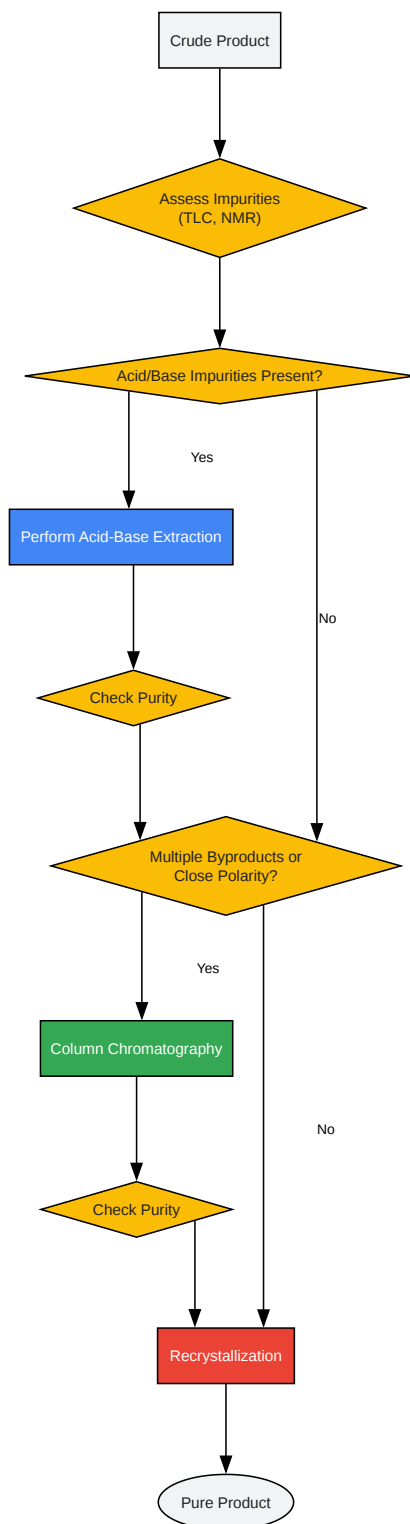 Crude Product
Assess Impurities
(TLC, NMR)
Acid/Base Impurities Present?
Yes
Perform Acid-Base Extraction
No
Check Purity
Multiple Byproducts or
Close Polarity?
Yes
Column Chromatography
No
Check Purity
Recrystallization
Pure Product